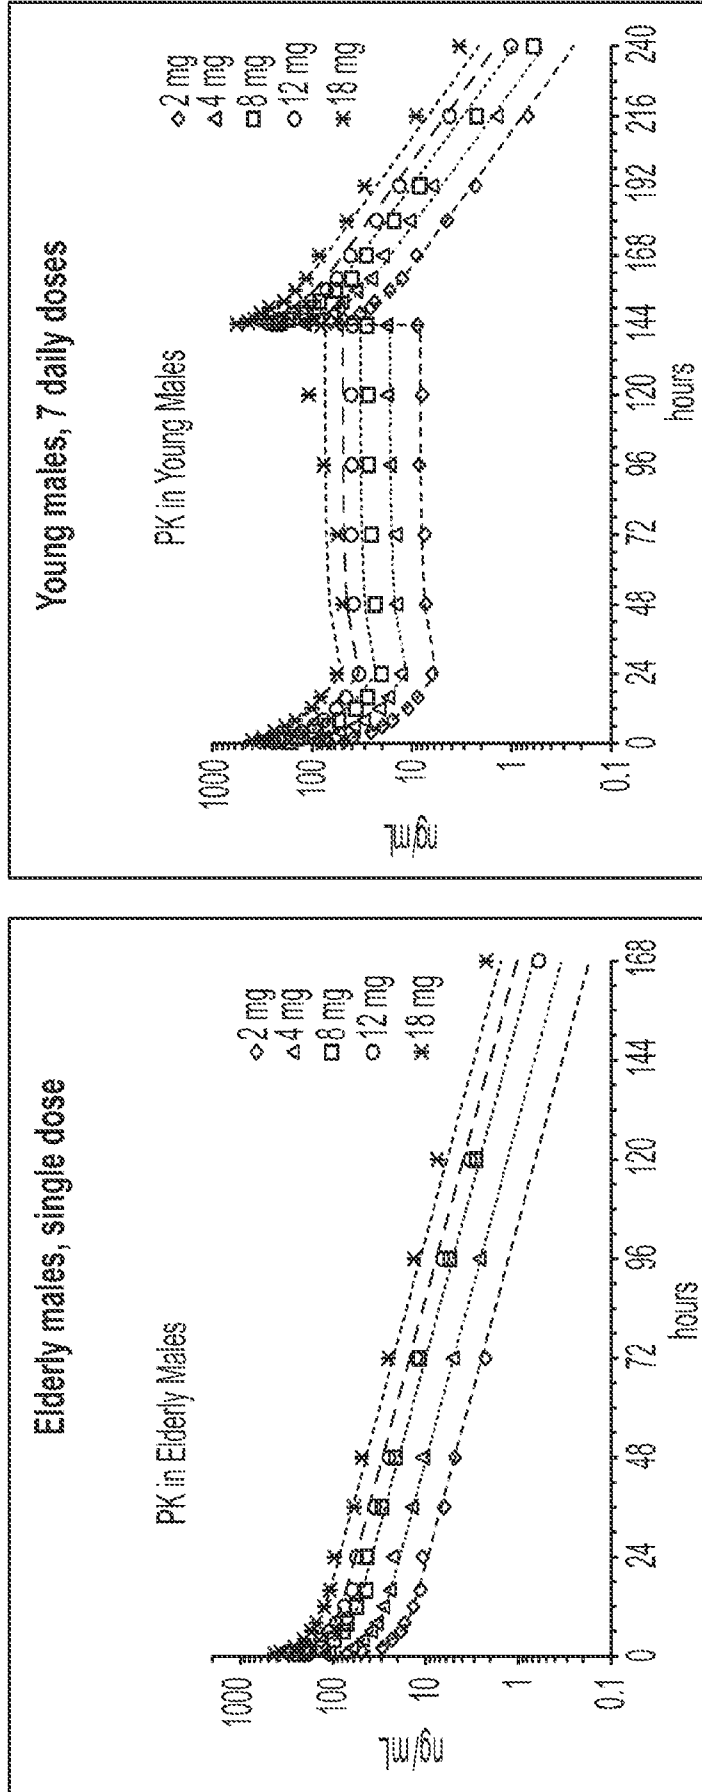 Elderly males, single dose
PK in Elderly Males
2 mg
4 mg
8 mg
12 mg
18 mg
ng/mL
1000
100
10
1
0.1
0
24
48
72
96
120
144
168
hours
Young males, 7 daily doses
PK in Young Males
2 mg
4 mg
8 mg
12 mg
18 mg
ng/mL
1000
100
10
1
0.1
0
24
48
72
96
120
144
168
192
216
240
hours